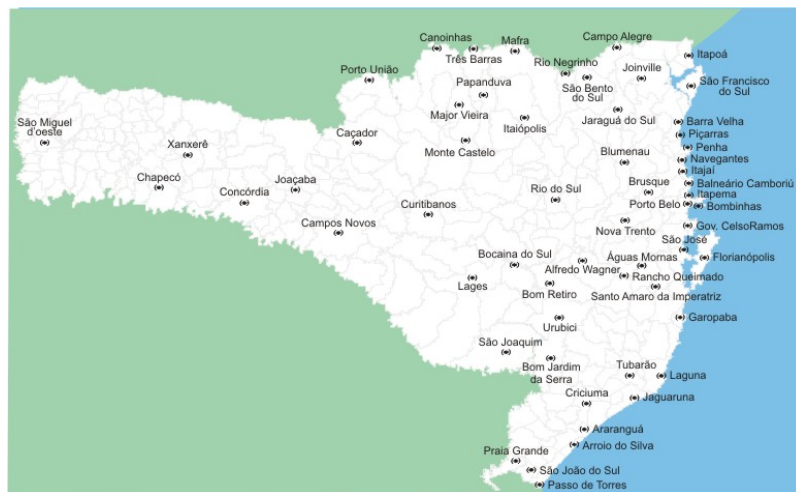 Canoinhas
Mafra
Campo Alegre
Três Barras
Itapoá
Porto União
Rio Negrinho
Joinville
Papanduva
São Bento
do Sul
São Francisco
do Sul
Major Vieira
Itaiópolis
Jaraguá do Sul
São Miguel
d'oeste
Barra Velha
Caçador
Piçarras
Xanxerê
Monte Castelo
Penha
Blumenau
Navegantes
Itajaí
Chapecó
Joaçaba
Balneário Camboriú
Concórdia
Rio do Sul
Brusque
Itapema
Porto Belo
Bombinhas
Curitibanos
Campos Novos
Nova Trento
Gov. CelsoRamos
São José
Bocaina do Sul
Águas Mornas
Florianópolis
Alfredo Wagner
Rancho Queimado
Lages
Bom Retiro
Santo Amaro da Imperatriz
Garopaba
Urubici
São Joaquim
Bom Jardim
da Serra
Tubarão
Laguna
Criciuma
Jaguaruna
Araranguá
Arroio do Silva
Praia Grande
São João do Sul
Passo de Torres